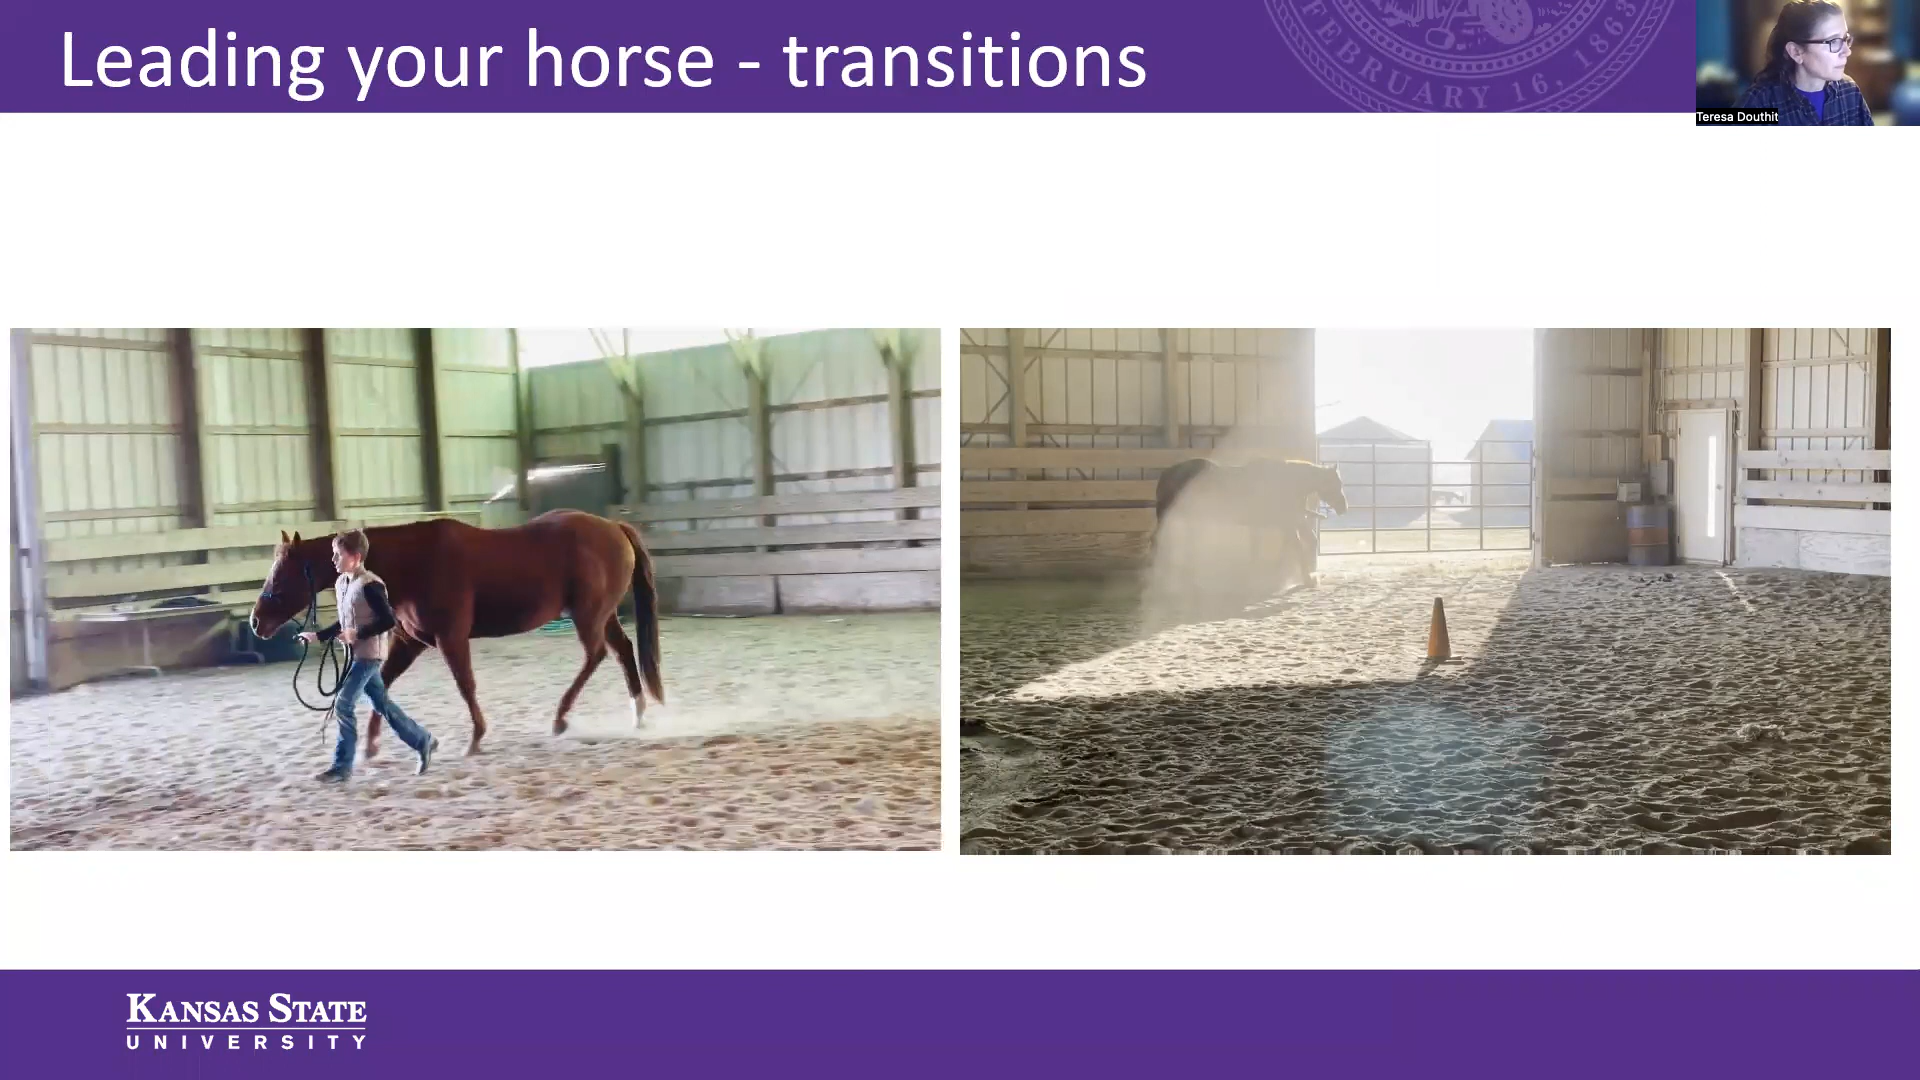 Leading your horse - transitions
FEBRUARY 16, 1863
Teresa Douthit
KANSAS STATE
UNIVERSITY